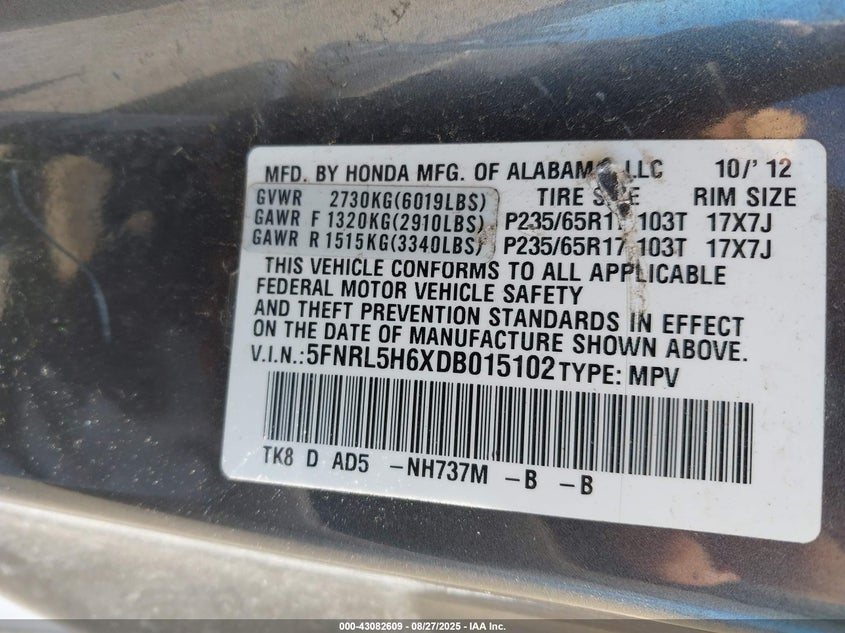 MFD. BY HONDA MFG. OF ALABAMA, LLC 10/'12
GVWR 2730KG(6019LBS) TIRE SIZE RIM SIZE
GAWR F 1320KG(2910LBS) P235/65R17 103T 17X7J
GAWR R 1515KG(3340LBS) P235/65R17 103T 17X7J
THIS VEHICLE CONFORMS TO ALL APPLICABLE
FEDERAL MOTOR VEHICLE SAFETY
AND THEFT PREVENTION STANDARDS IN EFFECT
ON THE DATE OF MANUFACTURE SHOWN ABOVE.
V.I.N.:5FNRL5H6XDB015102 TYPE: MPV
TK8 D AD5 -NH737M -B -B
000-43082609 - 08/27/2025 - IAA Inc.